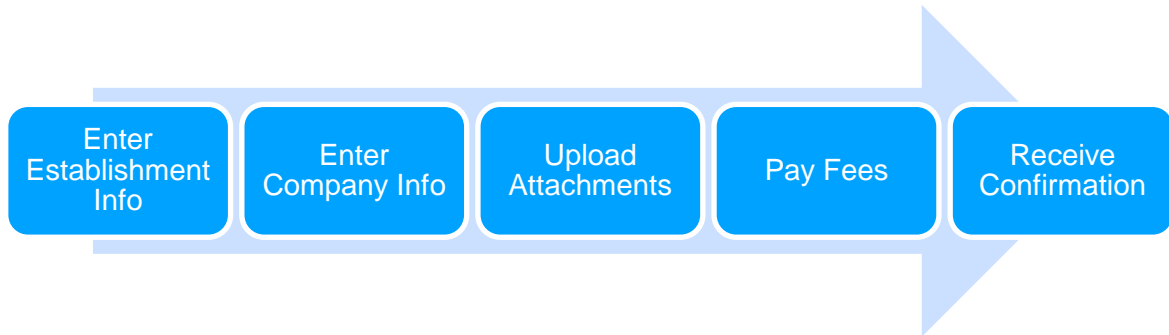 Enter
Establishment
Info
Enter
Company Info
Upload
Attachments
Pay Fees
Receive
Confirmation